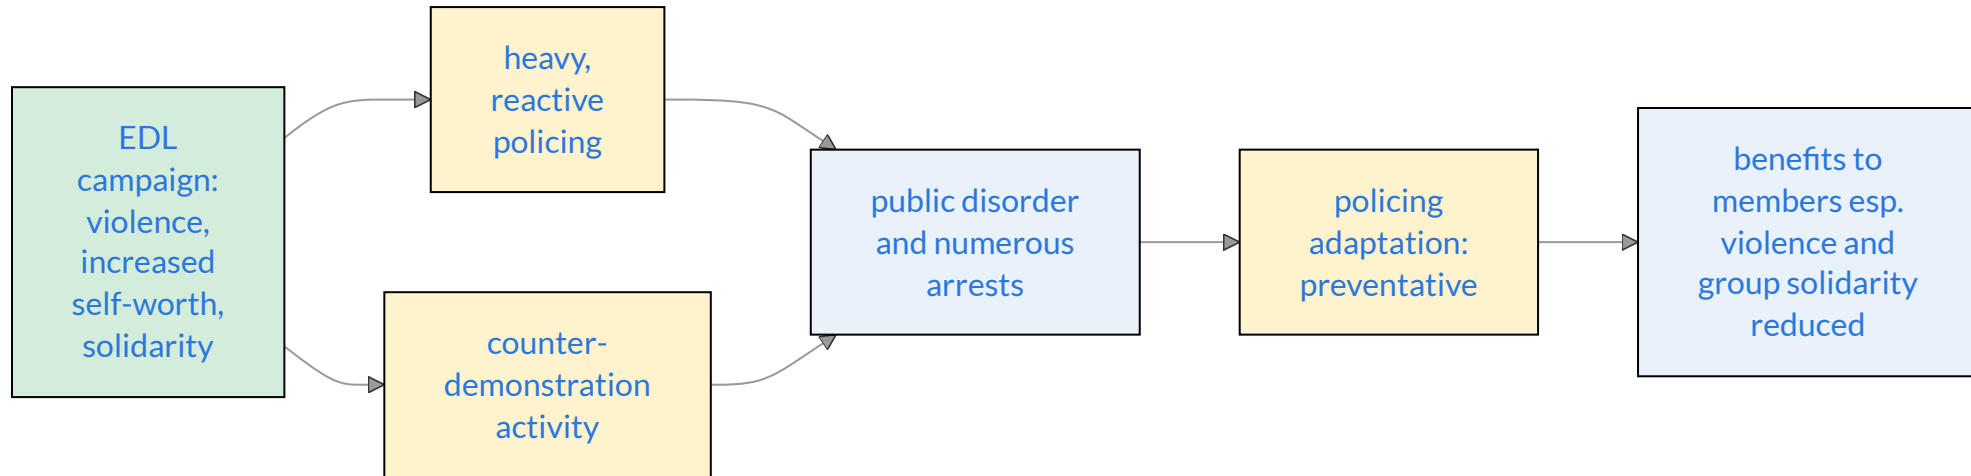 EDL
campaign:
violence,
increased
self-worth,
solidarity
heavy,
reactive
policing
counter-
demonstration
activity
public disorder
and numerous
arrests
policing
adaptation:
preventative
benefits to
members esp.
violence and
group solidarity
reduced